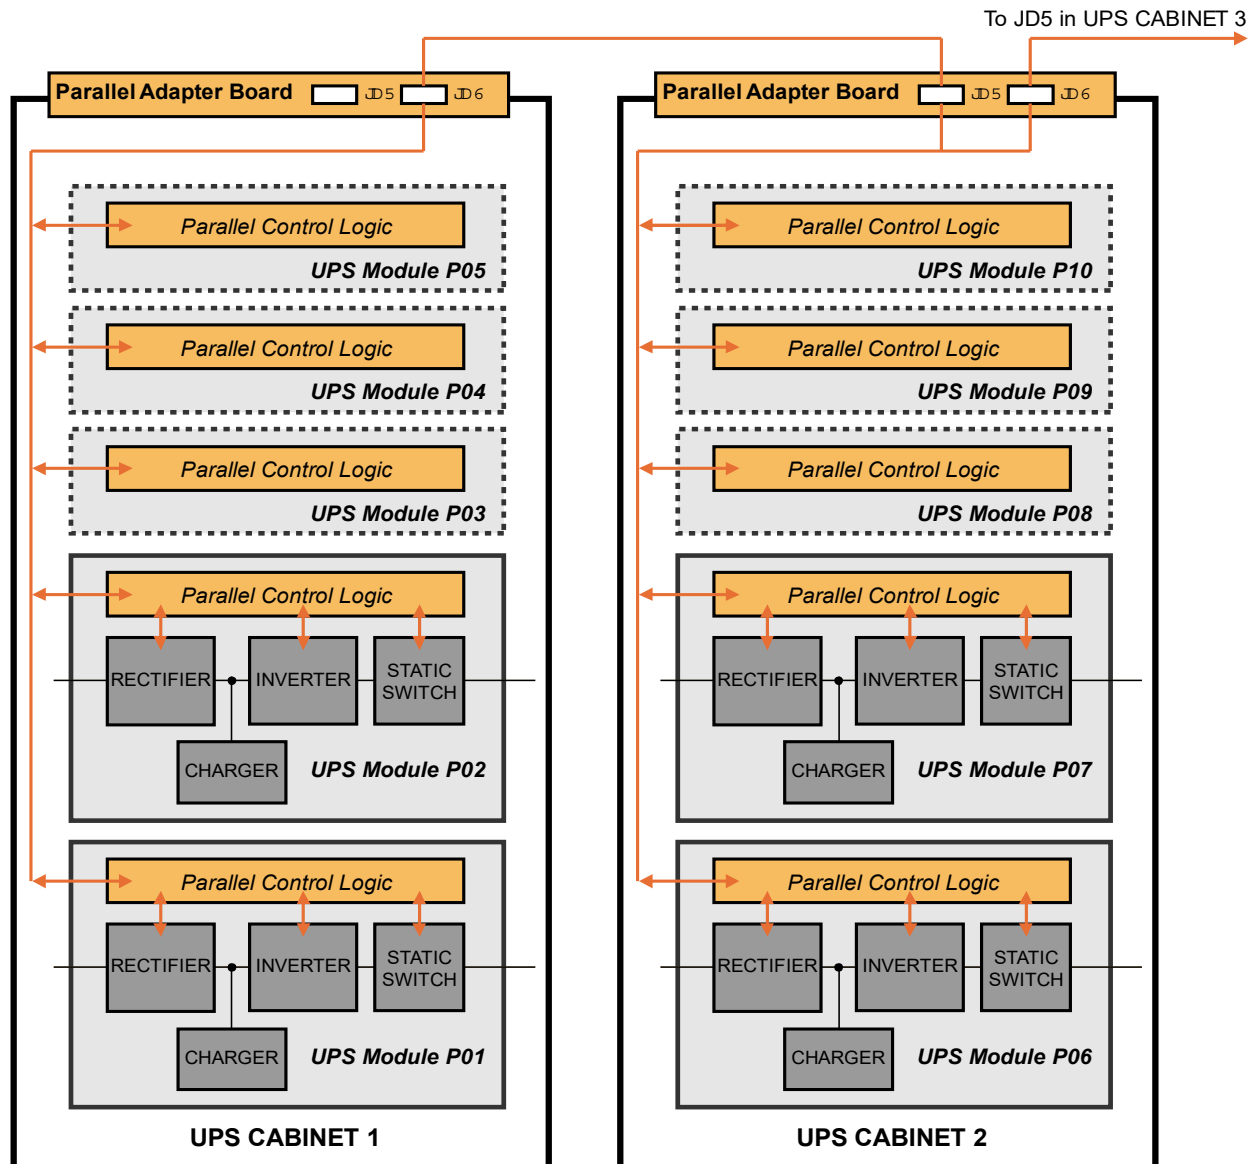 To JD5 in UPS CABINET 3
Parallel Adapter Board JD5 JD6
Parallel Control Logic
UPS Module P05
Parallel Control Logic
UPS Module P04
Parallel Control Logic
UPS Module P03
Parallel Control Logic
RECTIFIER INVERTER STATIC
SWITCH
CHARGER UPS Module P02
Parallel Control Logic
RECTIFIER INVERTER STATIC
SWITCH
CHARGER UPS Module P01
UPS CABINET 1
Parallel Adapter Board JD5 JD6
Parallel Control Logic
UPS Module P10
Parallel Control Logic
UPS Module P09
Parallel Control Logic
UPS Module P08
Parallel Control Logic
RECTIFIER INVERTER STATIC
SWITCH
CHARGER UPS Module P07
Parallel Control Logic
RECTIFIER INVERTER STATIC
SWITCH
CHARGER UPS Module P06
UPS CABINET 2